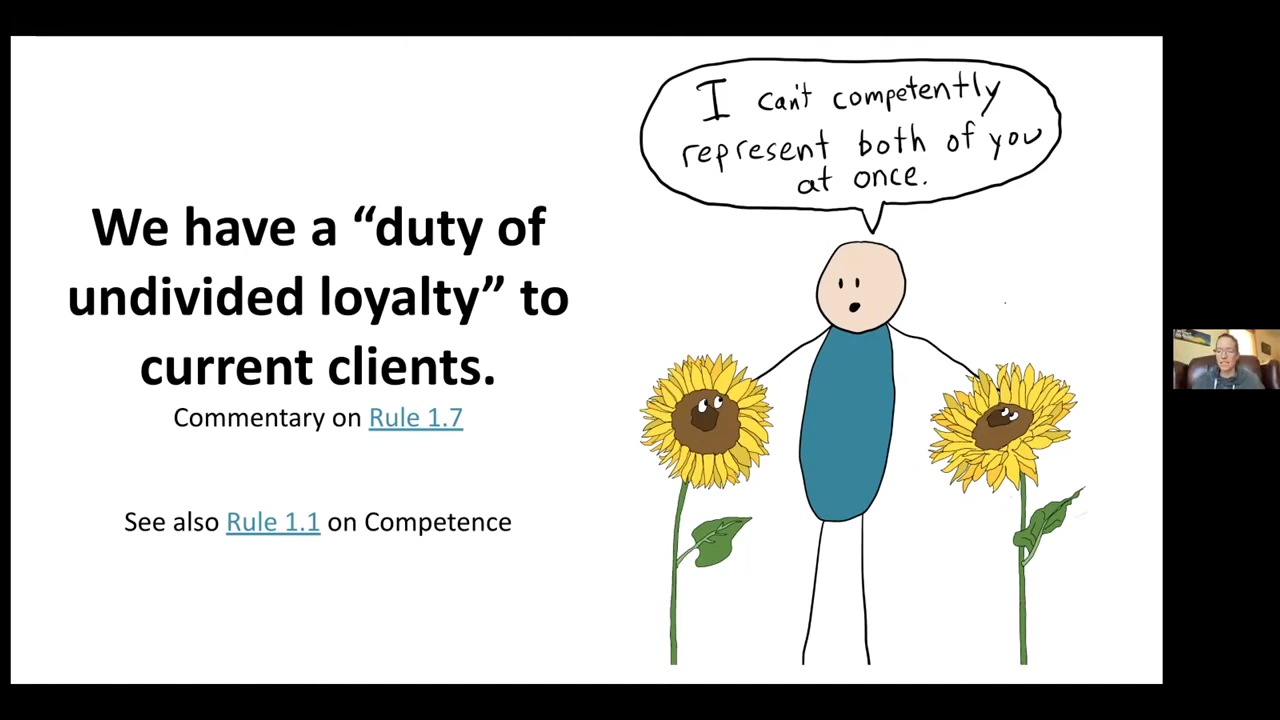 We have a “duty of
undivided loyalty” to
current clients.
Commentary on Rule 1.7
See also Rule 1.1 on Competence
I can't competently
represent both of you
at once.